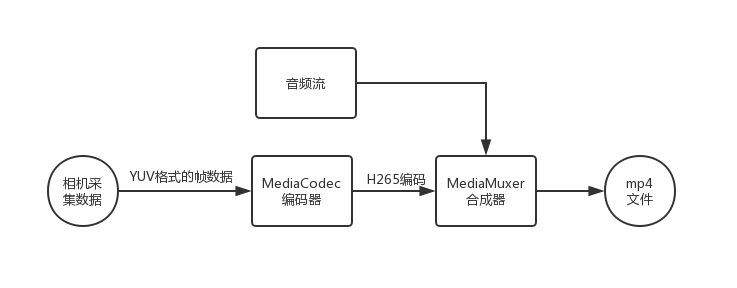 音频流
相机采
集数据
YUV格式的帧数据
MediaCodec
编码器
H265编码
MediaMuxer
合成器
mp4
文件